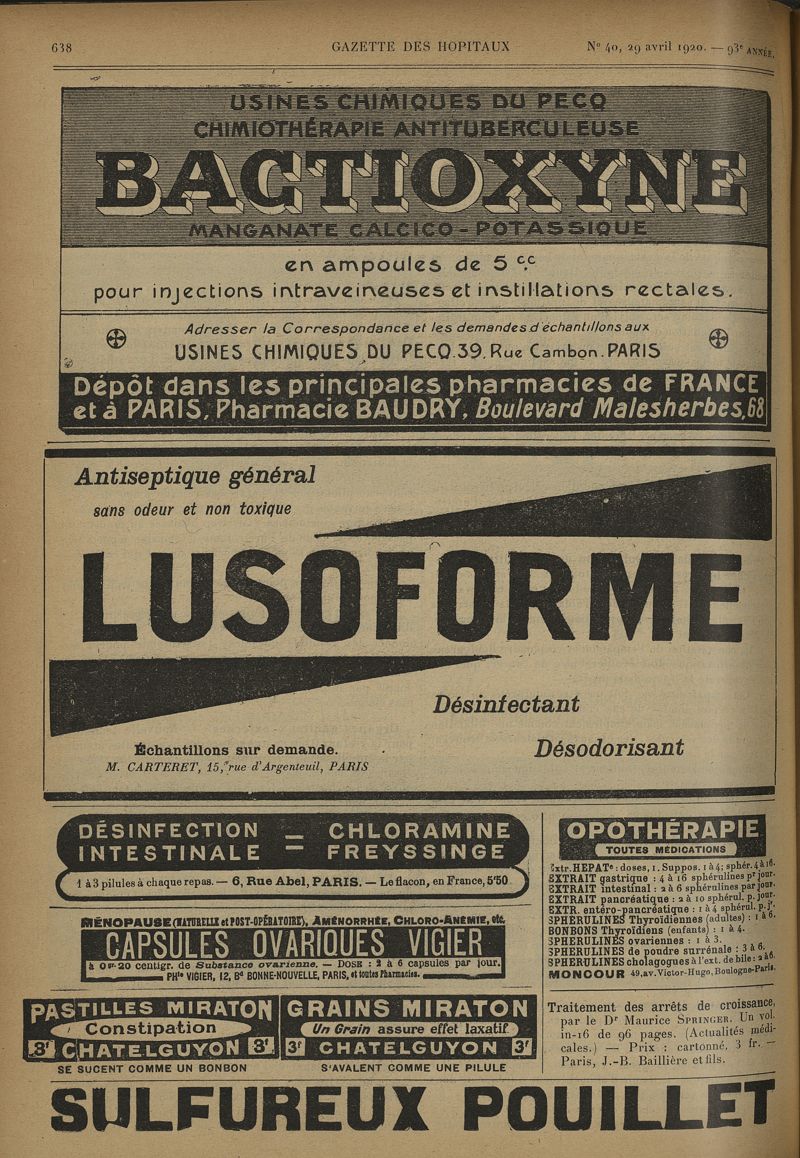 638
GAZETTE DES HOPITAUX
N° 40, 29 avril 1920. — 93e ANNÉE.
USINES CHIMIQUES DU PECQ
CHIMIOTHÉRAPIE ANTITUBERCULEUSE
BACTIOXYNE
MANGANATE CALCICO-POTASSIQUE
en ampoules de 5 c.c
pour injections intraveineuses et instillations rectales.
Adresser la Correspondance et les demandes d'échantillons aux
USINES CHIMIQUES DU PECQ.39.Rue Cambon.PARIS
Dépôt dans les principales pharmacies de FRANCE
et à PARIS, Pharmacie BAUDRY, Boulevard Malesherbes,68
Antiseptique général
sans odeur et non toxique
LUSOFORME
Désinfectant
Désodorisant
Échantillons sur demande.
M. CARTERET, 15, rue d'Argenteuil, PARIS
DÉSINFECTION = CHLORAMINE
INTESTINALE = FREYSSINGE
1 à 3 pilules à chaque repas. — 6, Rue Abel, PARIS. — Le flacon, en France, 5'50
MÉNOPAUSE (NATURELLE et POST-OPÉRATOIRE), AMÉNORRHÉE, CHLORO-ANÉMIE, etc.
CAPSULES OVARIQUES VIGIER
à 0 gr. 20 centigr. de Substance ovarienne. — DOSE : 2 à 6 capsules par jour.
PHie VIGIER, 12, Bd BONNE-NOUVELLE, PARIS, et toutes Pharmacies.
PASTILLES MIRATON
Constipation
3f CHATELGUYON 3f
SE SUCENT COMME UN BONBON
GRAINS MIRATON
Un Grain assure effet laxatif
3f CHATELGUYON 3f
S'AVALENT COMME UNE PILULE
OPOTHÉRAPIE
TOUTES MÉDICATIONS
Extr. HEPATe : doses, 1. Suppos. 1 à 4; sphér. 4 à 16.
EXTRAIT gastrique : 4 à 16 sphérulines pr jour.
EXTRAIT intestinal : 2 à 6 sphérulines par jour.
EXTRAIT pancréatique : 2 à 10 sphérul. p. jour.
EXTR. entéro-pancréatique : 1 à 4 sphérul. p. jr.
SPHERULINES Thyroïdiennes (adultes) : 1 à 6.
BONBONS Thyroïdiens (enfants) : 1 à 4.
SPHERULINES ovariennes : 1 à 3.
SPHERULINES de poudre surrénale : 3 à 6.
SPHERULINES cholagogues à l'ext. de bile : 2 à 6.
MONCOUR 49, av. Victor-Hugo, Boulogne-Paris.
Traitement des arrêts de croissance,
par le Dr Maurice SPRINGER. Un vol.
in-16 de 96 pages. (Actualités médi-
cales.) — Prix : cartonné, 3 fr. —
Paris, J.-B. Baillière et fils.
SULFUREUX POUILLET